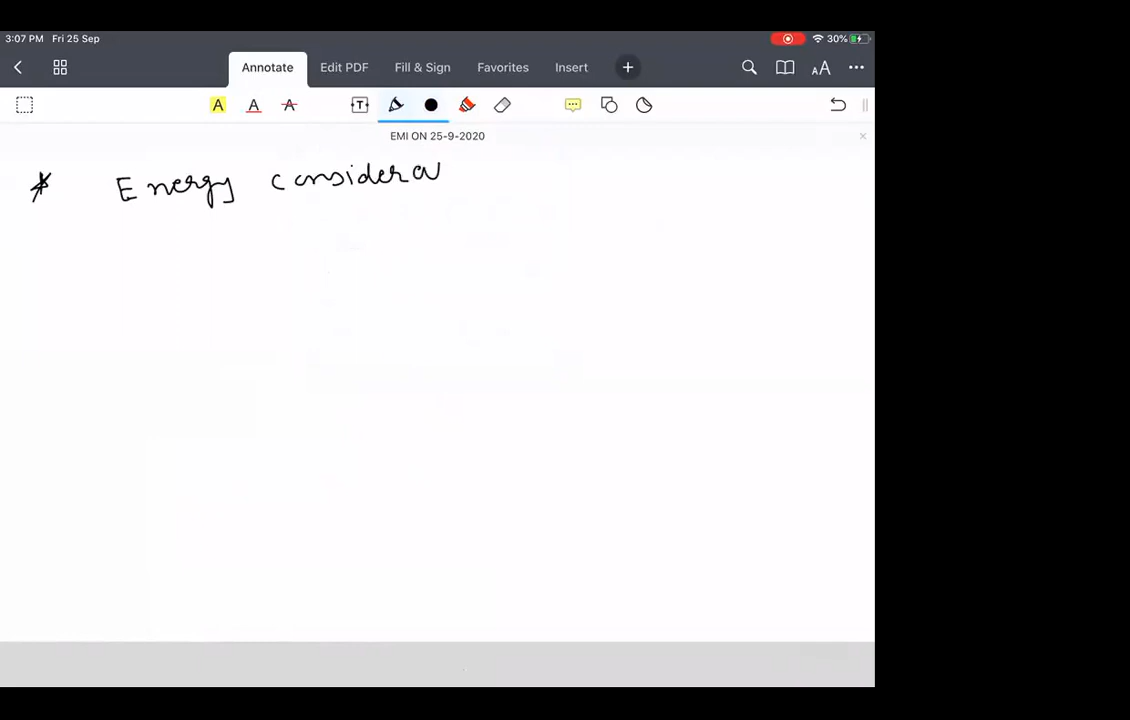 3:07 PM Fri 25 Sep 30%
Annotate Edit PDF Fill & Sign Favorites Insert
A A A T AA
EMI ON 25-9-2020
* Energy considera